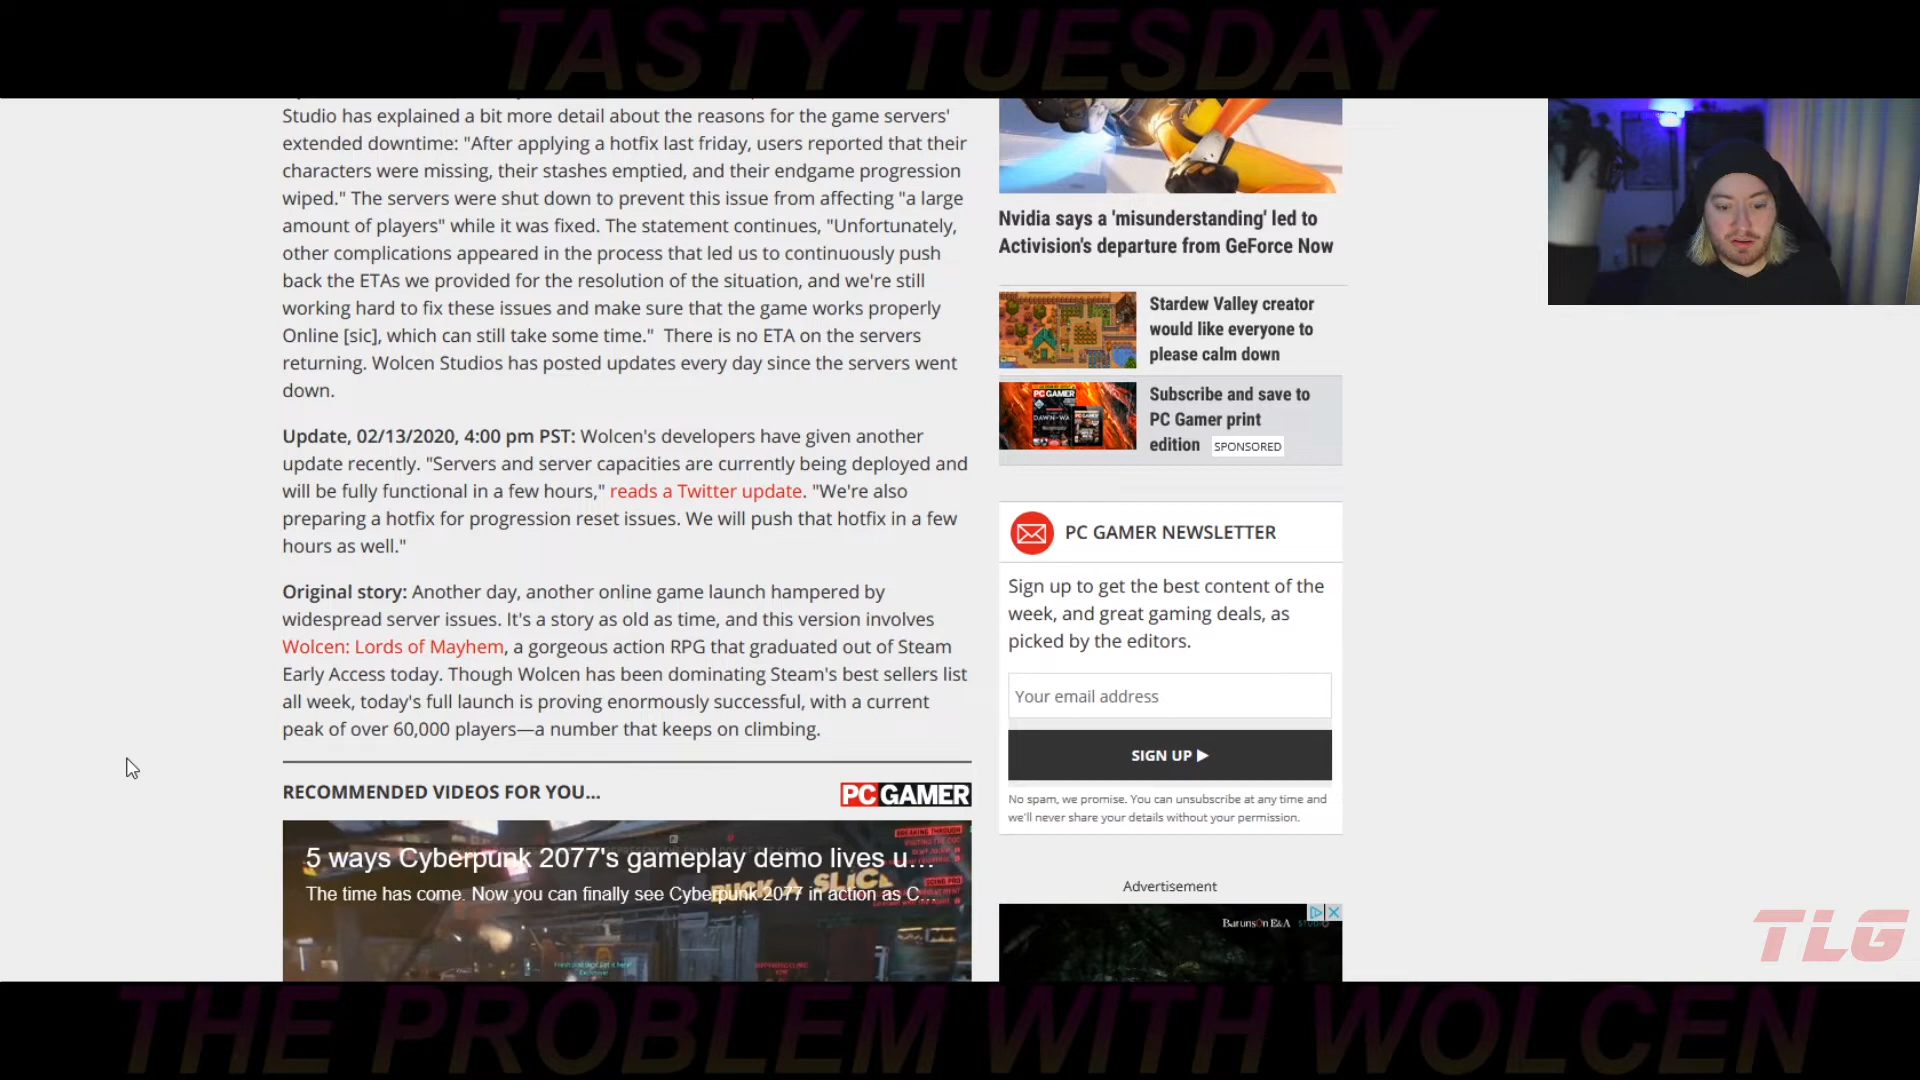 TASTY TUESDAY
Studio has explained a bit more detail about the reasons for the game servers'
extended downtime: "After applying a hotfix last friday, users reported that their
characters were missing, their stashes emptied, and their endgame progression
wiped." The servers were shut down to prevent this issue from affecting "a large
amount of players" while it was fixed. The statement continues, "Unfortunately,
other complications appeared in the process that led us to continuously push
back the ETAs we provided for the resolution of the situation, and we're still
working hard to fix these issues and make sure that the game works properly
Online [sic], which can still take some time." There is no ETA on the servers
returning. Wolcen Studios has posted updates every day since the servers went
down.
Update, 02/13/2020, 4:00 pm PST: Wolcen's developers have given another
update recently. "Servers and server capacities are currently being deployed and
will be fully functional in a few hours," reads a Twitter update. "We're also
preparing a hotfix for progression reset issues. We will push that hotfix in a few
hours as well."
Original story: Another day, another online game launch hampered by
widespread server issues. It's a story as old as time, and this version involves
Wolcen: Lords of Mayhem, a gorgeous action RPG that graduated out of Steam
Early Access today. Though Wolcen has been dominating Steam's best sellers list
all week, today's full launch is proving enormously successful, with a current
peak of over 60,000 players—a number that keeps on climbing.
RECOMMENDED VIDEOS FOR YOU...
PC GAMER
5 ways Cyberpunk 2077's gameplay demo lives u...
The time has come. Now you can finally see Cyberpunk 2077 in action as C...
BREAKING THROUGH
Nvidia says a 'misunderstanding' led to
Activision's departure from GeForce Now
Stardew Valley creator
would like everyone to
please calm down
PC GAMER
Subscribe and save to
PC Gamer print
edition SPONSORED
PC GAMER NEWSLETTER
Sign up to get the best content of the
week, and great gaming deals, as
picked by the editors.
Your email address
SIGN UP ▶
No spam, we promise. You can unsubscribe at any time and
we'll never share your details without your permission.
Advertisement
BarunsOn E&A STUDIO
TLG
THE PROBLEM WITH WOLCEN